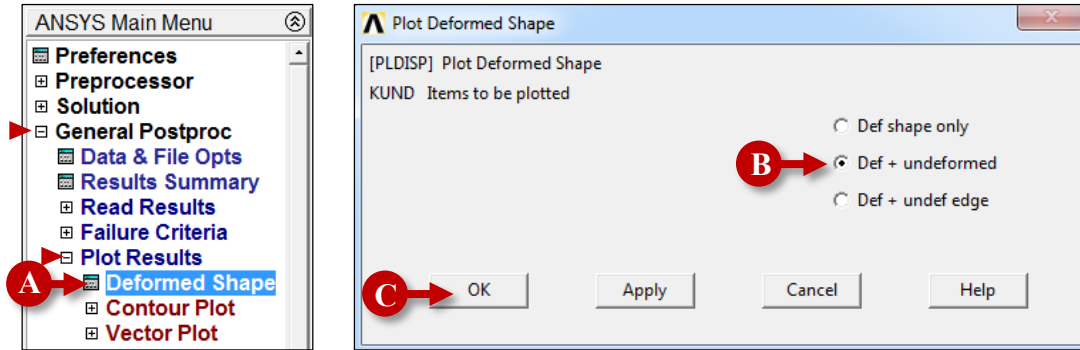 ANSYS Main Menu
Preferences
Preprocessor
Solution
General Postproc
Data & File Opts
Results Summary
Read Results
Failure Criteria
Plot Results
A
Deformed Shape
Contour Plot
Vector Plot
Plot Deformed Shape
[PLDISP] Plot Deformed Shape
KUND Items to be plotted
Def shape only
B
Def + undeformed
Def + undef edge
C
OK Apply Cancel Help